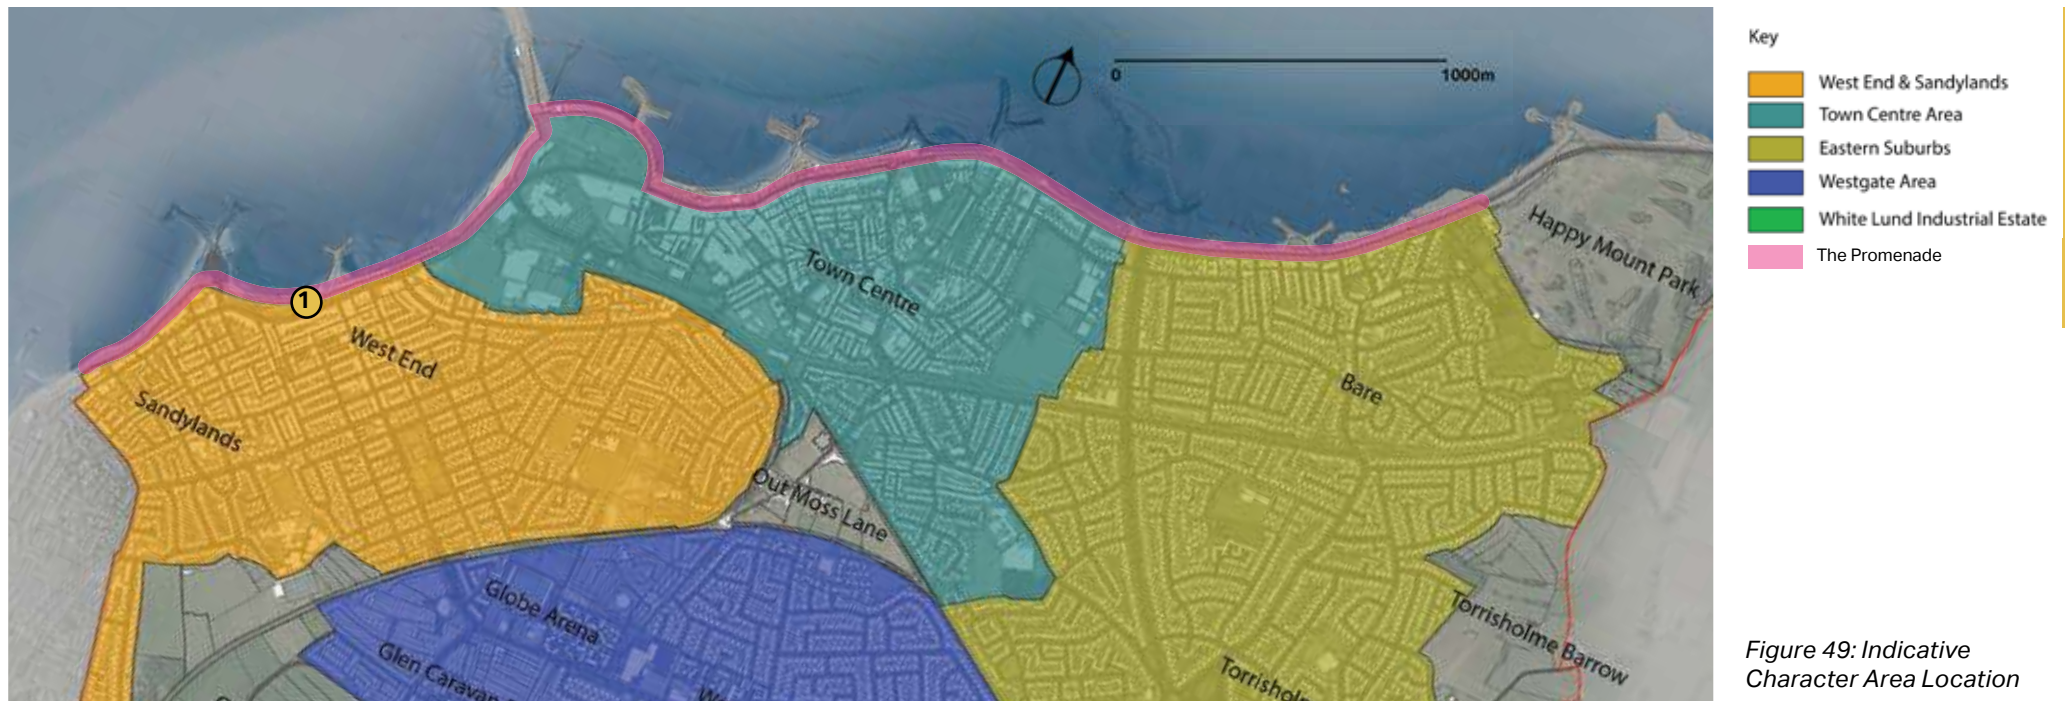 0 1000m
Key
West End & Sandylands
Town Centre Area
Eastern Suburbs
Westgate Area
White Lund Industrial Estate
The Promenade
Happy Mount Park
Town Centre
1
West End
Sandylands
Bare
Out Moss Lane
Globe Arena
Glen Caravan
Torrisholme Barrow
Figure 49: Indicative
Character Area Location